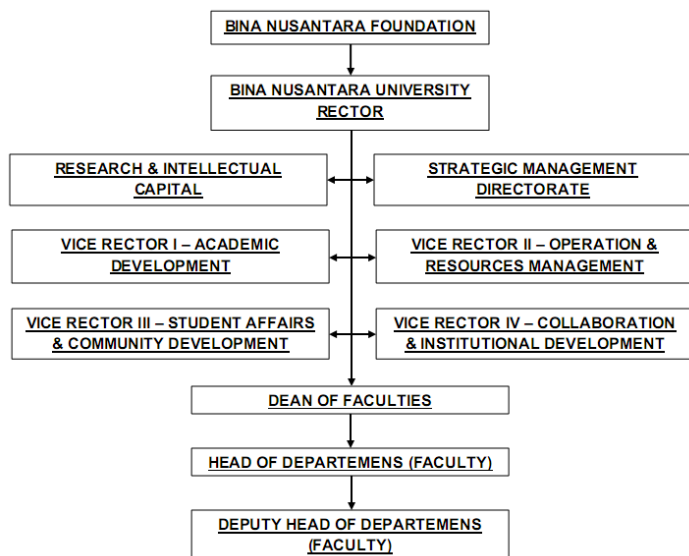 BINA NUSANTARA FOUNDATION
BINA NUSANTARA UNIVERSITY
RECTOR
RESEARCH & INTELLECTUAL
CAPITAL
STRATEGIC MANAGEMENT
DIRECTORATE
VICE RECTOR I – ACADEMIC
DEVELOPMENT
VICE RECTOR II – OPERATION &
RESOURCES MANAGEMENT
VICE RECTOR III – STUDENT AFFAIRS
& COMMUNITY DEVELOPMENT
VICE RECTOR IV – COLLABORATION
& INSTITUTIONAL DEVELOPMENT
DEAN OF FACULTIES
HEAD OF DEPARTEMENS (FACULTY)
DEPUTY HEAD OF DEPARTEMENS
(FACULTY)